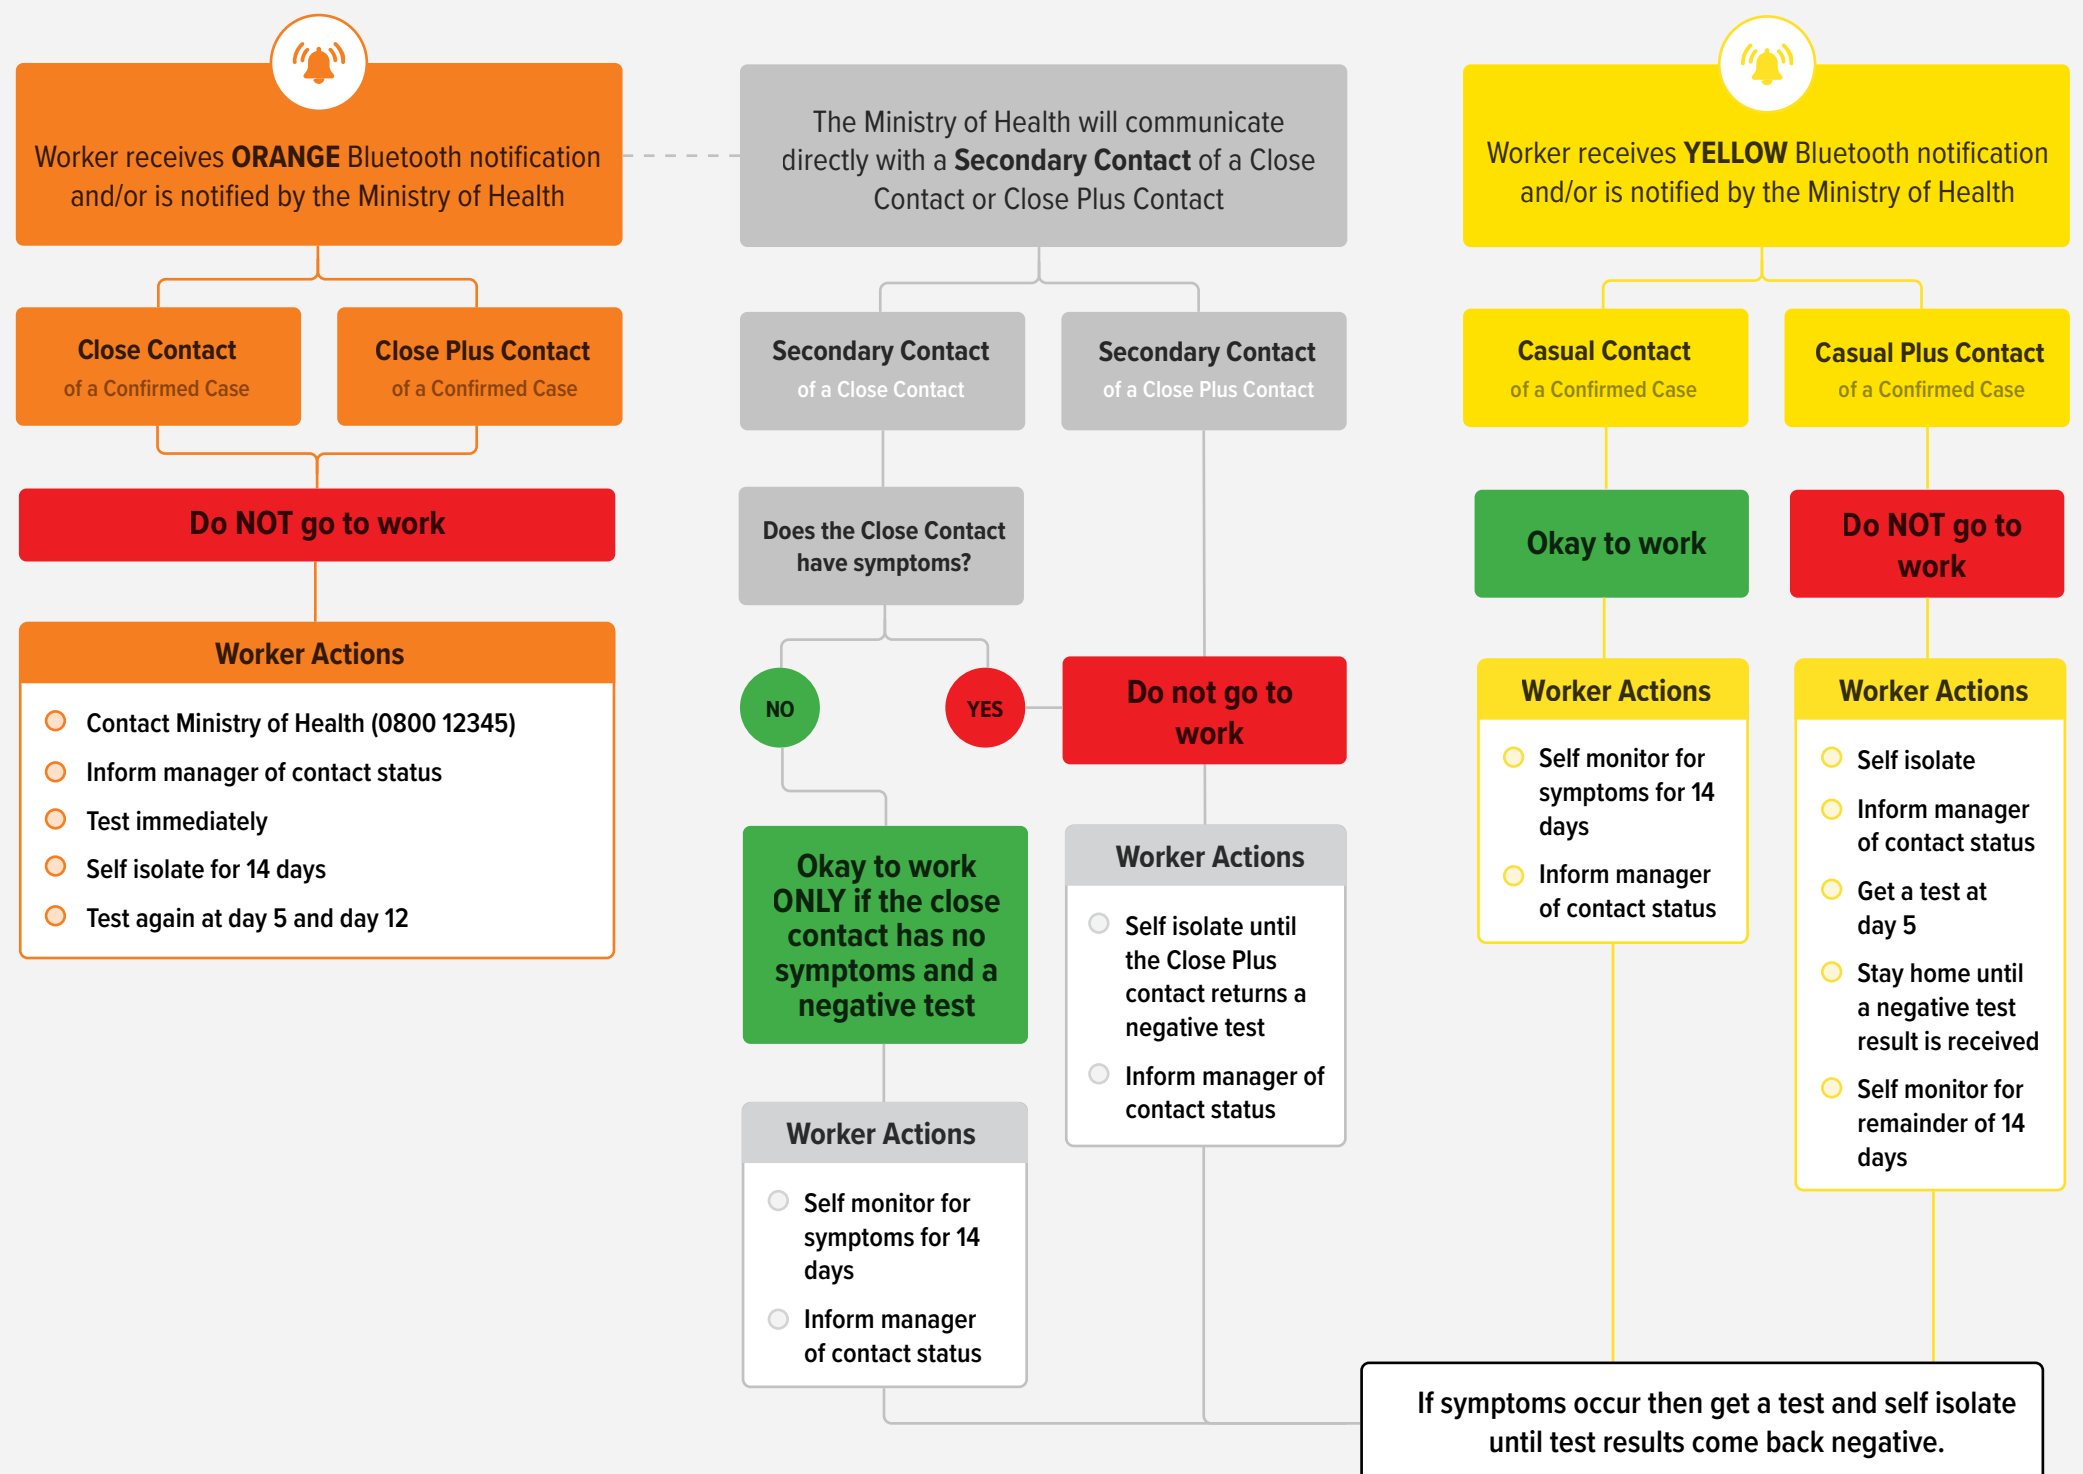 Worker receives ORANGE Bluetooth notification
and/or is notified by the Ministry of Health
Close Contact
of a Confirmed Case
Close Plus Contact
of a Confirmed Case
Do NOT go to work
Worker Actions
Contact Ministry of Health (0800 12345)
Inform manager of contact status
Test immediately
Self isolate for 14 days
Test again at day 5 and day 12
The Ministry of Health will communicate
directly with a Secondary Contact of a Close
Contact or Close Plus Contact
Secondary Contact
of a Close Contact
Secondary Contact
of a Close Plus Contact
Does the Close Contact
have symptoms?
NO
YES
Do not go to
work
Okay to work
ONLY if the close
contact has no
symptoms and a
negative test
Worker Actions
Self monitor for
symptoms for 14
days
Inform manager
of contact status
Worker Actions
Self isolate until
the Close Plus
contact returns a
negative test
Inform manager of
contact status
Worker receives YELLOW Bluetooth notification
and/or is notified by the Ministry of Health
Casual Contact
of a Confirmed Case
Casual Plus Contact
of a Confirmed Case
Okay to work
Do NOT go to
work
Worker Actions
Self monitor for
symptoms for 14
days
Inform manager
of contact status
Worker Actions
Self isolate
Inform manager
of contact status
Get a test at
day 5
Stay home until
a negative test
result is received
Self monitor for
remainder of 14
days
If symptoms occur then get a test and self isolate
until test results come back negative.